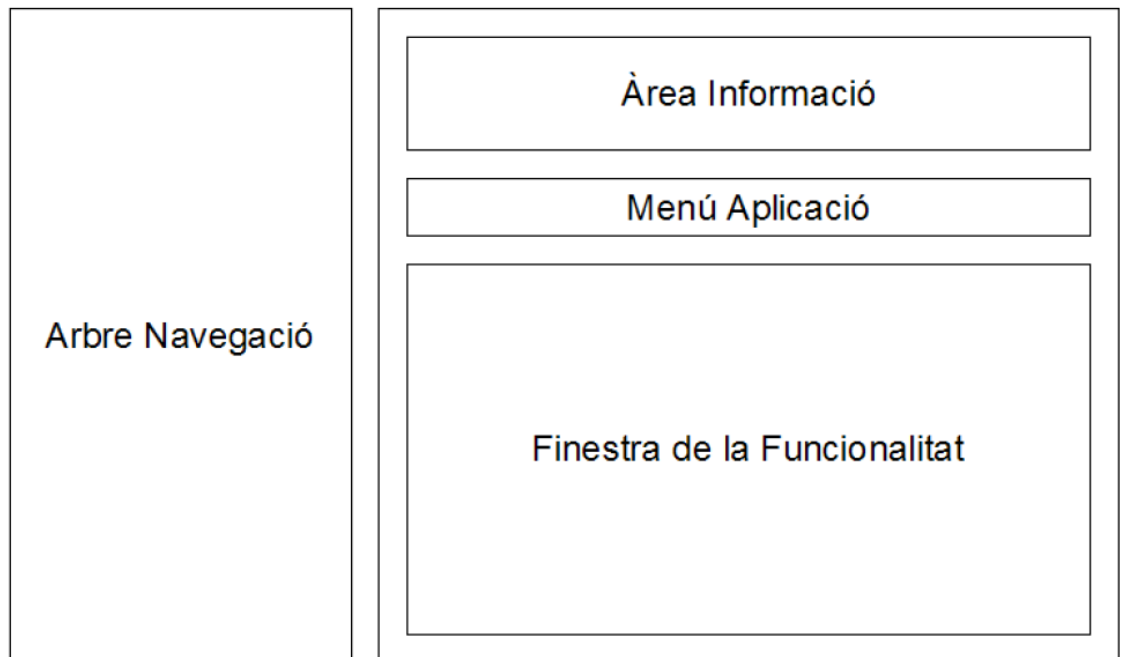 Arbre Navegació
Àrea Informació
Menú Aplicació
Finestra de la Funcionalitat